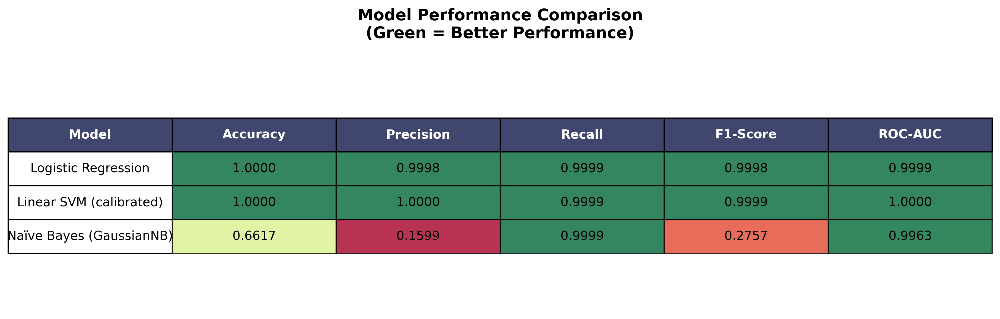 Model Performance Comparison
(Green = Better Performance)
Model Accuracy Precision Recall F1-Score ROC-AUC
Logistic Regression 1.0000 0.9998 0.9999 0.9998 0.9999
Linear SVM (calibrated) 1.0000 1.0000 0.9999 0.9999 1.0000
Naïve Bayes (GaussianNB) 0.6617 0.1599 0.9999 0.2757 0.9963